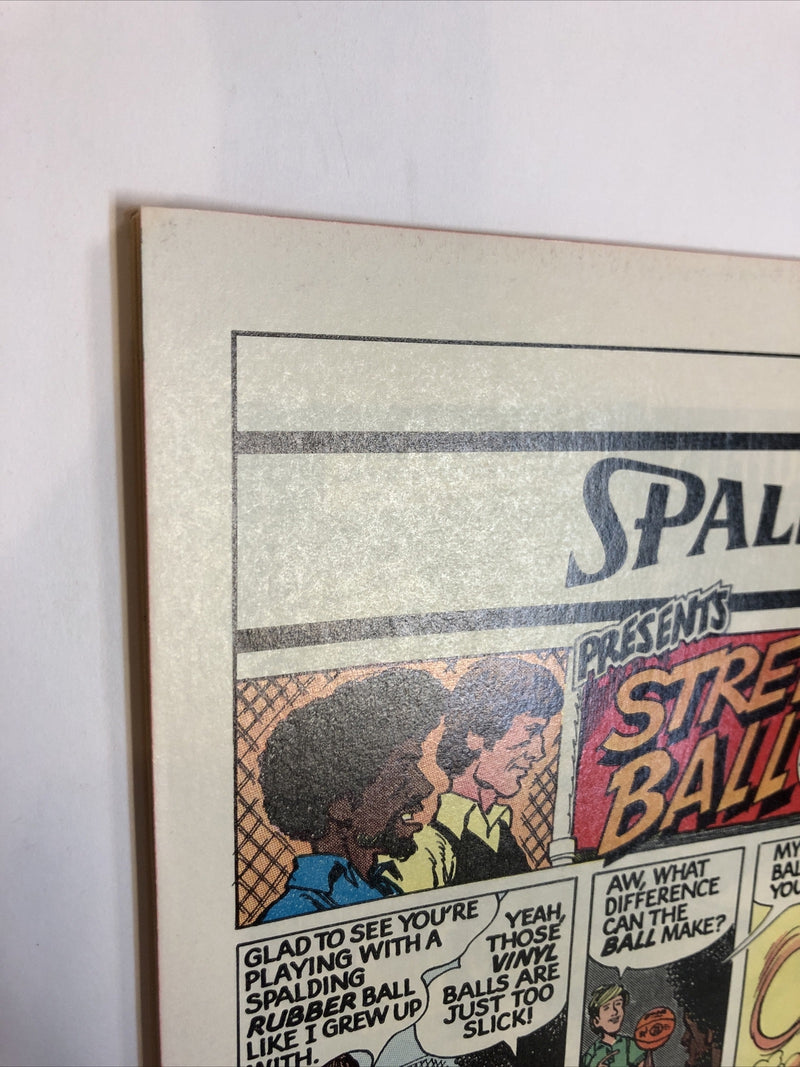 SPAL
PRESENTS
STRE
BALL
GLAD TO SEE YOU'RE
PLAYING WITH A
SPALDING
RUBBER BALL
LIKE I GREW UP
WITH.
YEAH,
THOSE
VINYL
BALLS ARE
JUST TOO
SLICK!
AW, WHAT
DIFFERENCE
CAN THE
BALL MAKE?
MY
BAL
YOU